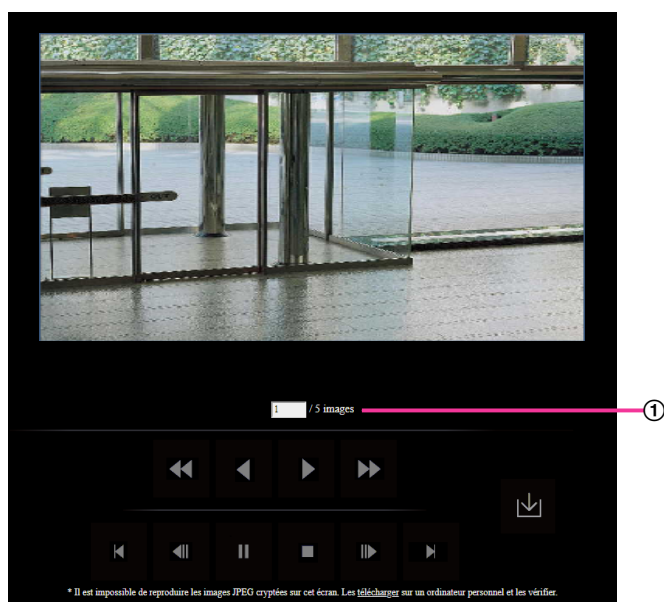 1 / 5 images
①
* Il est impossible de reproduire les images JPEG cryptées sur cet écran. Les télécharger sur un ordinateur personnel et les vérifier.